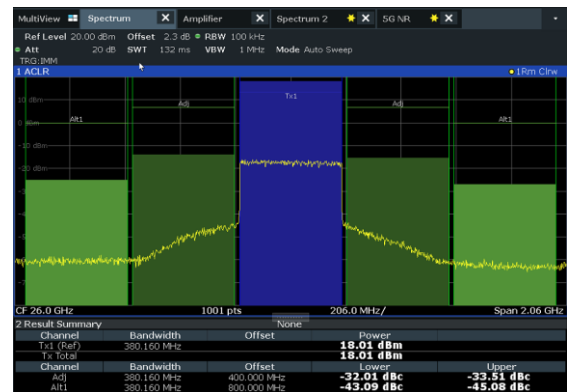 MultiView Spectrum X Amplifier X Spectrum 2 X 5G NR X
Ref Level 20.00 dBm Offset 2.3 dB RBW 100 kHz
Att 20 dB SWT 132 ms VBW 1 MHz Mode Auto Sweep
TRG:IMM
1 ACLR 1Rm Clrw
Tx1
10 dBm
Adj Adj
0 dBm Alt1 Alt1
-10 dBm
-20 dBm
CF 26.0 GHz 1001 pts 206.0 MHz/ Span 2.06 GHz
2 Result Summary None
Channel Bandwidth Offset Power
Tx1 (Ref) 380.160 MHz 18.01 dBm
Tx Total 18.01 dBm
Channel Bandwidth Offset Lower Upper
Adj 380.160 MHz 400.000 MHz -32.01 dBc -33.51 dBc
Alt1 380.160 MHz 800.000 MHz -43.09 dBc -45.08 dBc